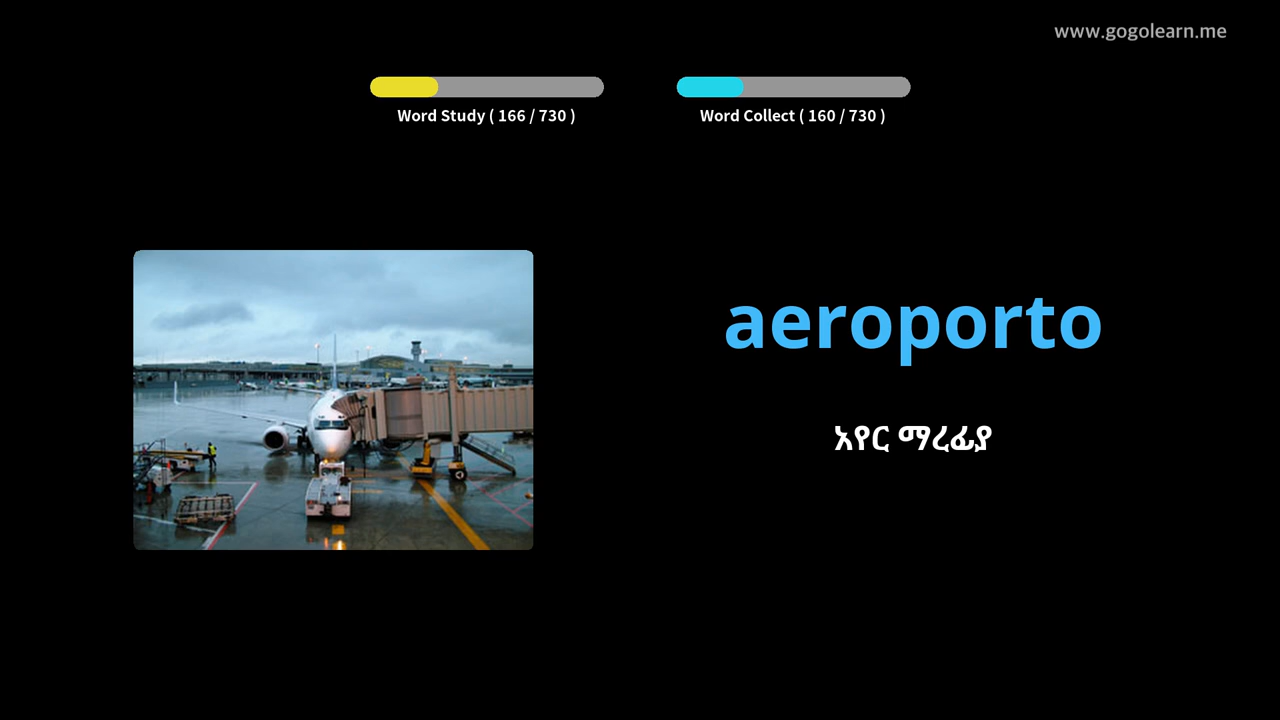 www.gogolearn.me
Word Study ( 166 / 730 )
Word Collect ( 160 / 730 )
aeroporto
አየር ማረፊያ